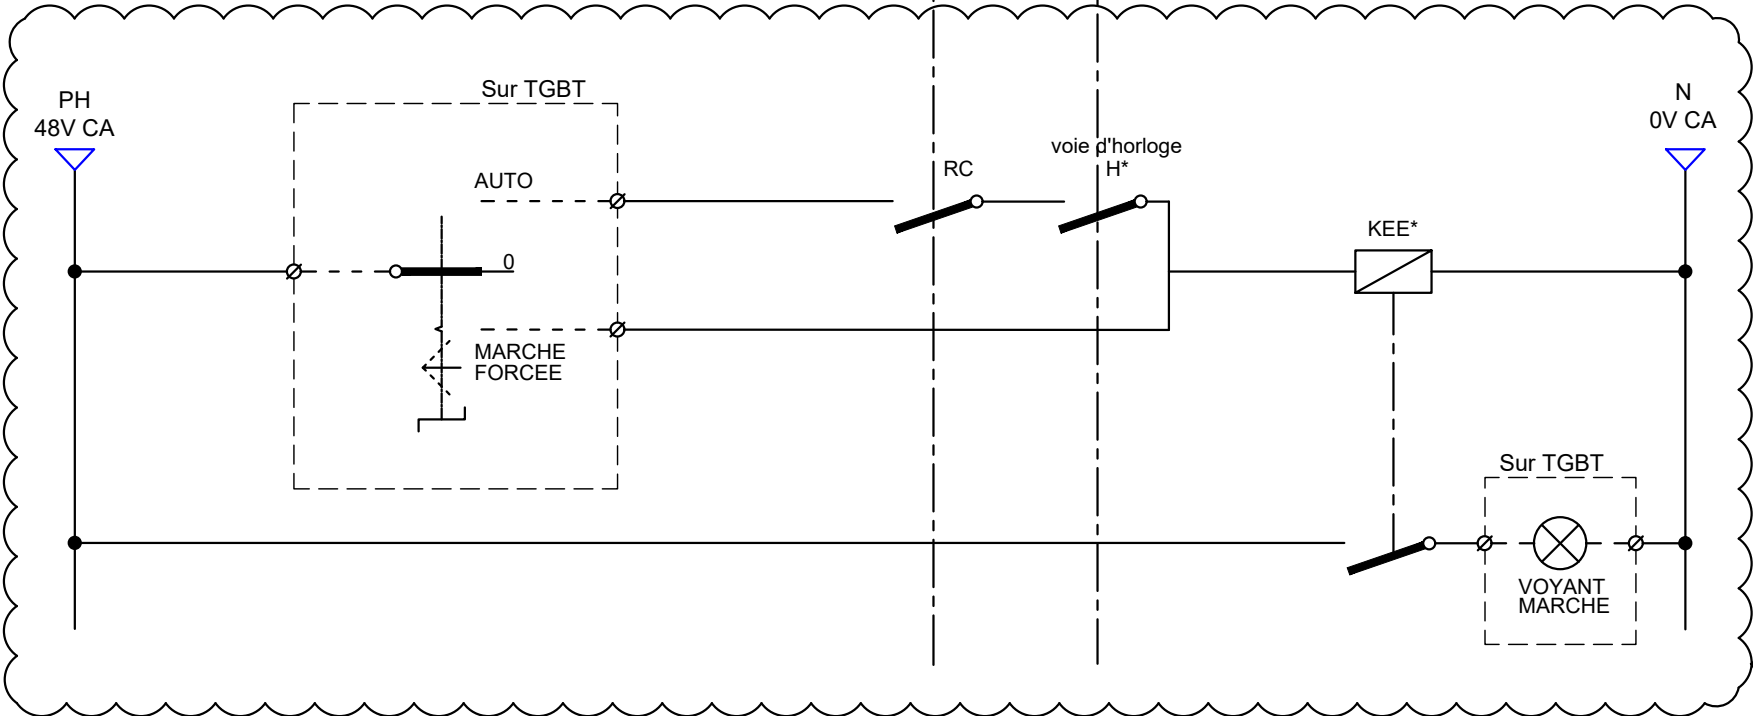 Sur TGBT
PH
48V CA
N
0V CA
voie d'horloge
H*
RC
AUTO
KEE*
0
MARCHE
FORCEE
Sur TGBT
VOYANT
MARCHE